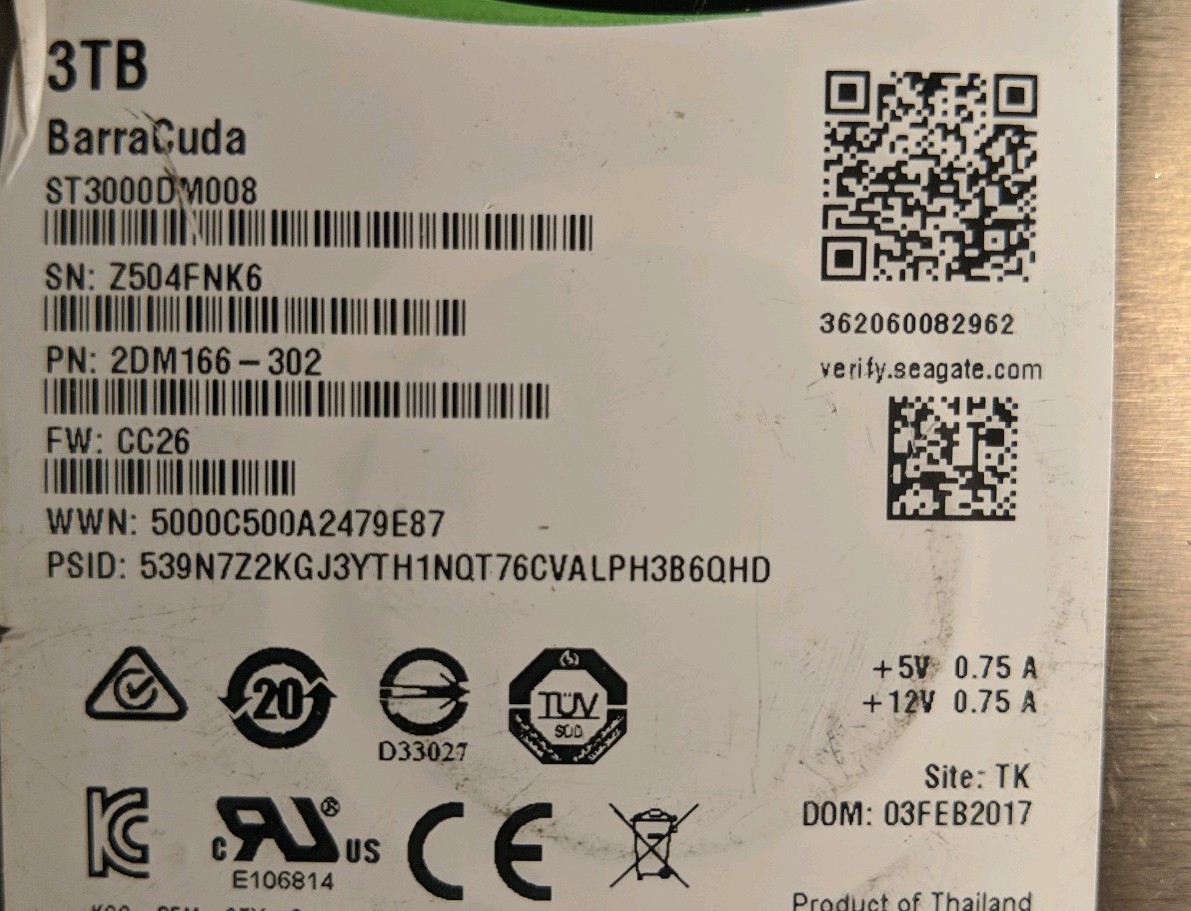 3TB
BarraCuda
ST3000DM008
SN: Z504FNK6
PN: 2DM166-302
FW: CC26
WWN: 5000C500A2479E87
PSID: 539N7Z2KGJ3YTH1NQT76CVALPH3B6QHD
362060082962
verify.seagate.com
+5V 0.75 A
+12V 0.75 A
20
D33027
TÜV
SÜD
Site: TK
DOM: 03FEB2017
c RU® US
E106814
CE
Product of Thailand